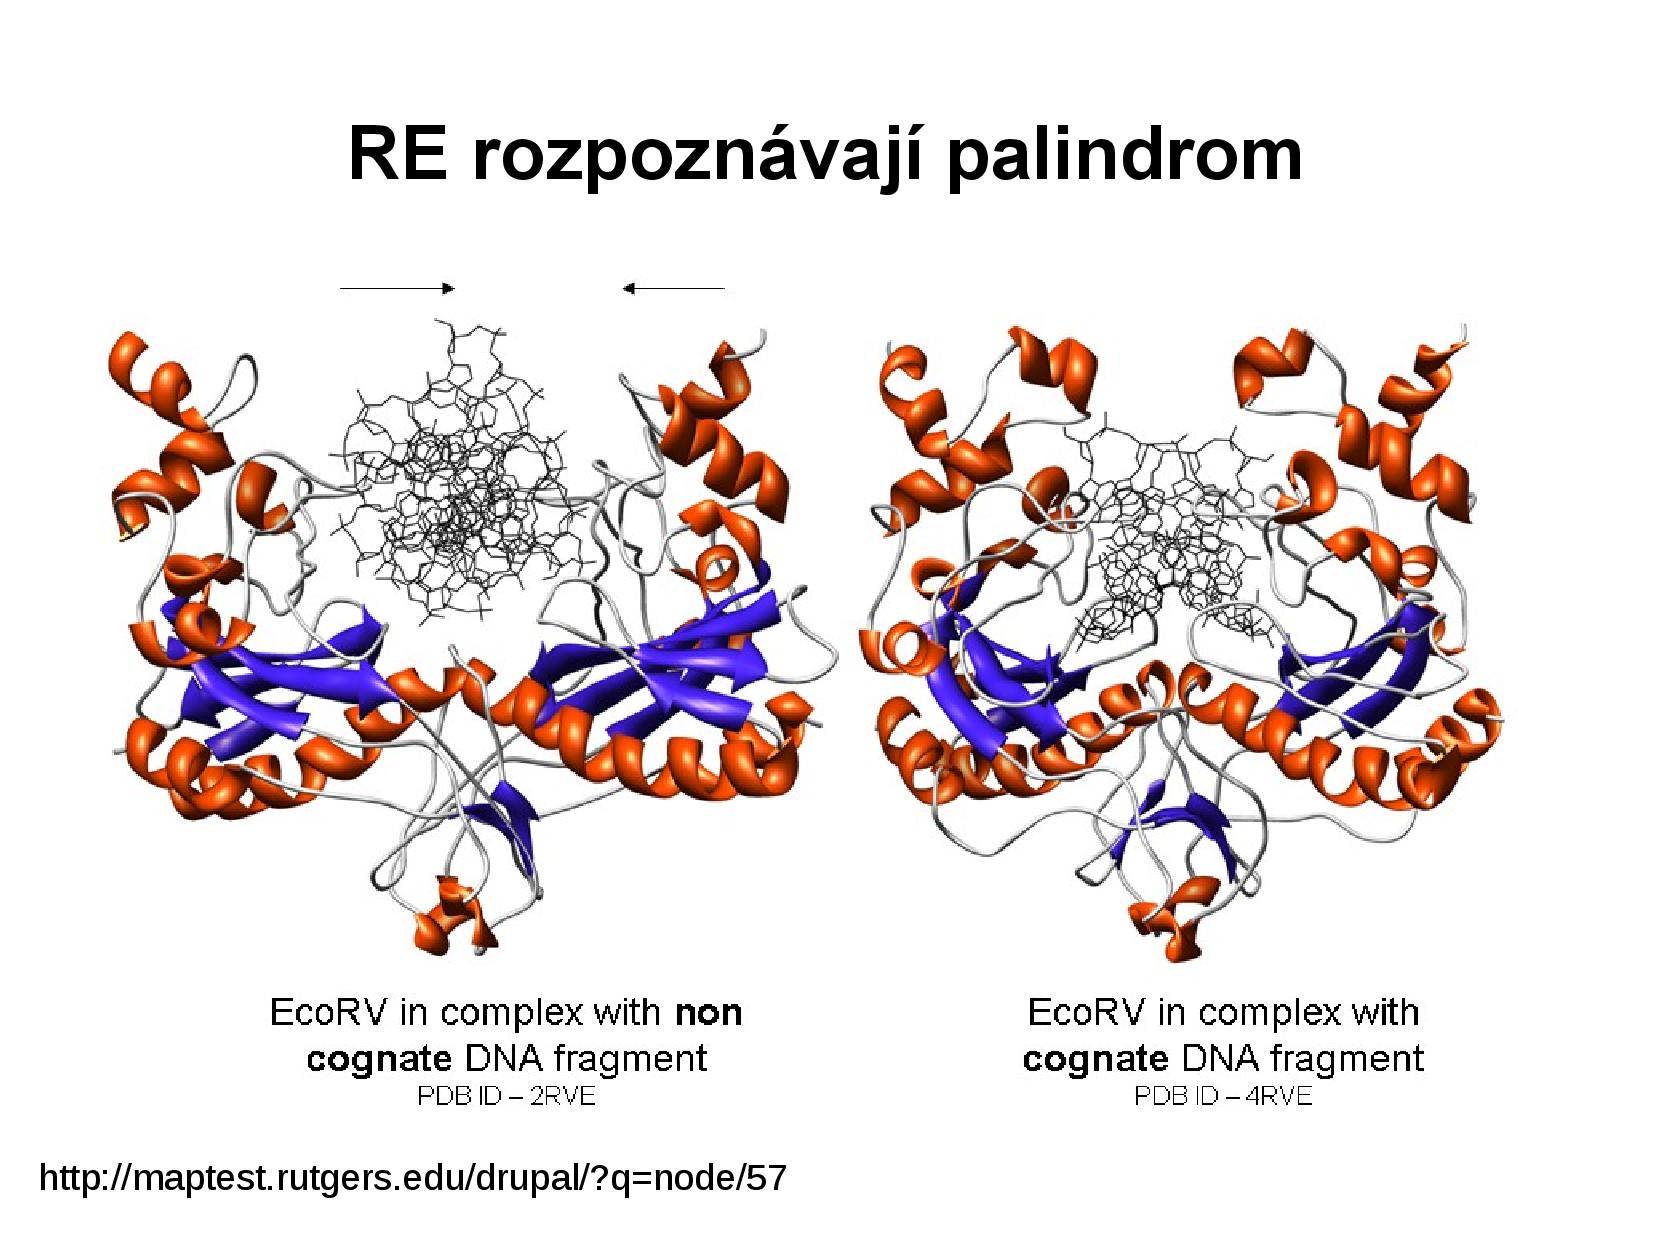 RE rozpoznávají palindrom
EcoRV in complex with non
cognate DNA fragment
PDB ID – 2RVE
EcoRV in complex with
cognate DNA fragment
PDB ID – 4RVE
http://maptest.rutgers.edu/drupal/?q=node/57